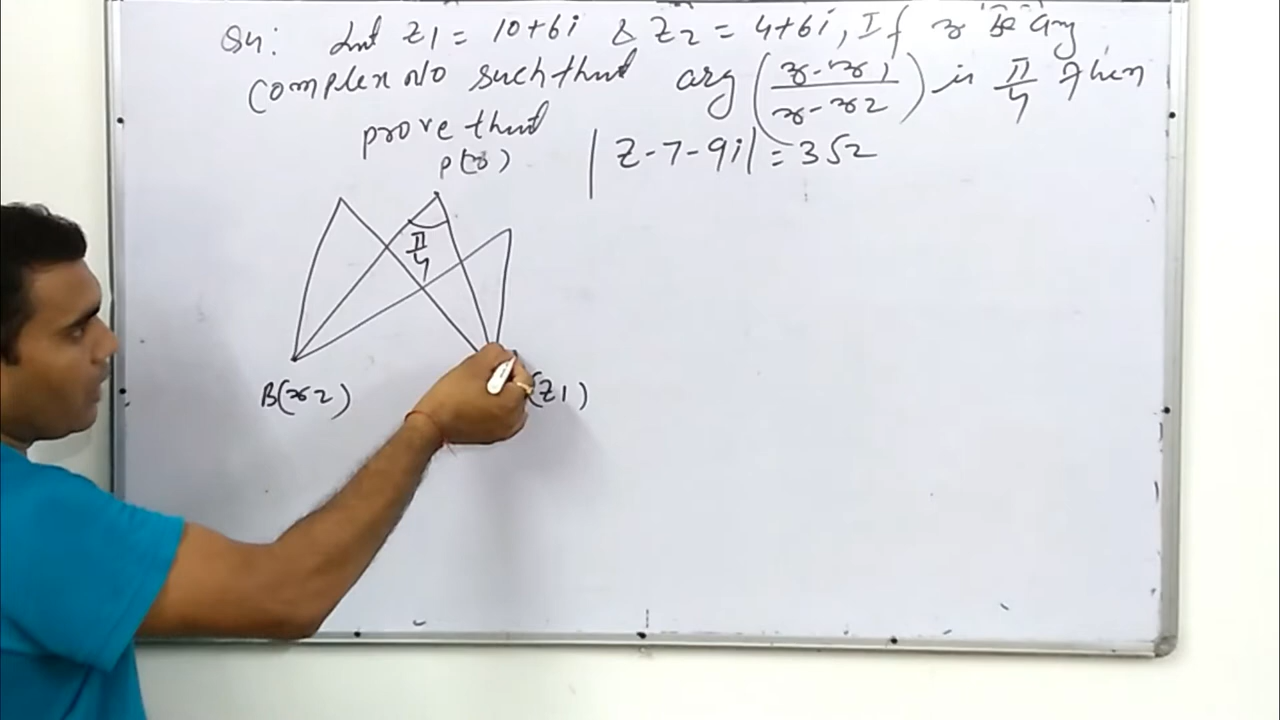 Q4: Let Z1 = 10+6i & Z2 = 4+6i, If z be any
complex No such that arg (z-z1/z-z2) is π/4 then
prove that |Z-7-9i| = 3√2
P(z)
π/4
B(z2) (Z1)